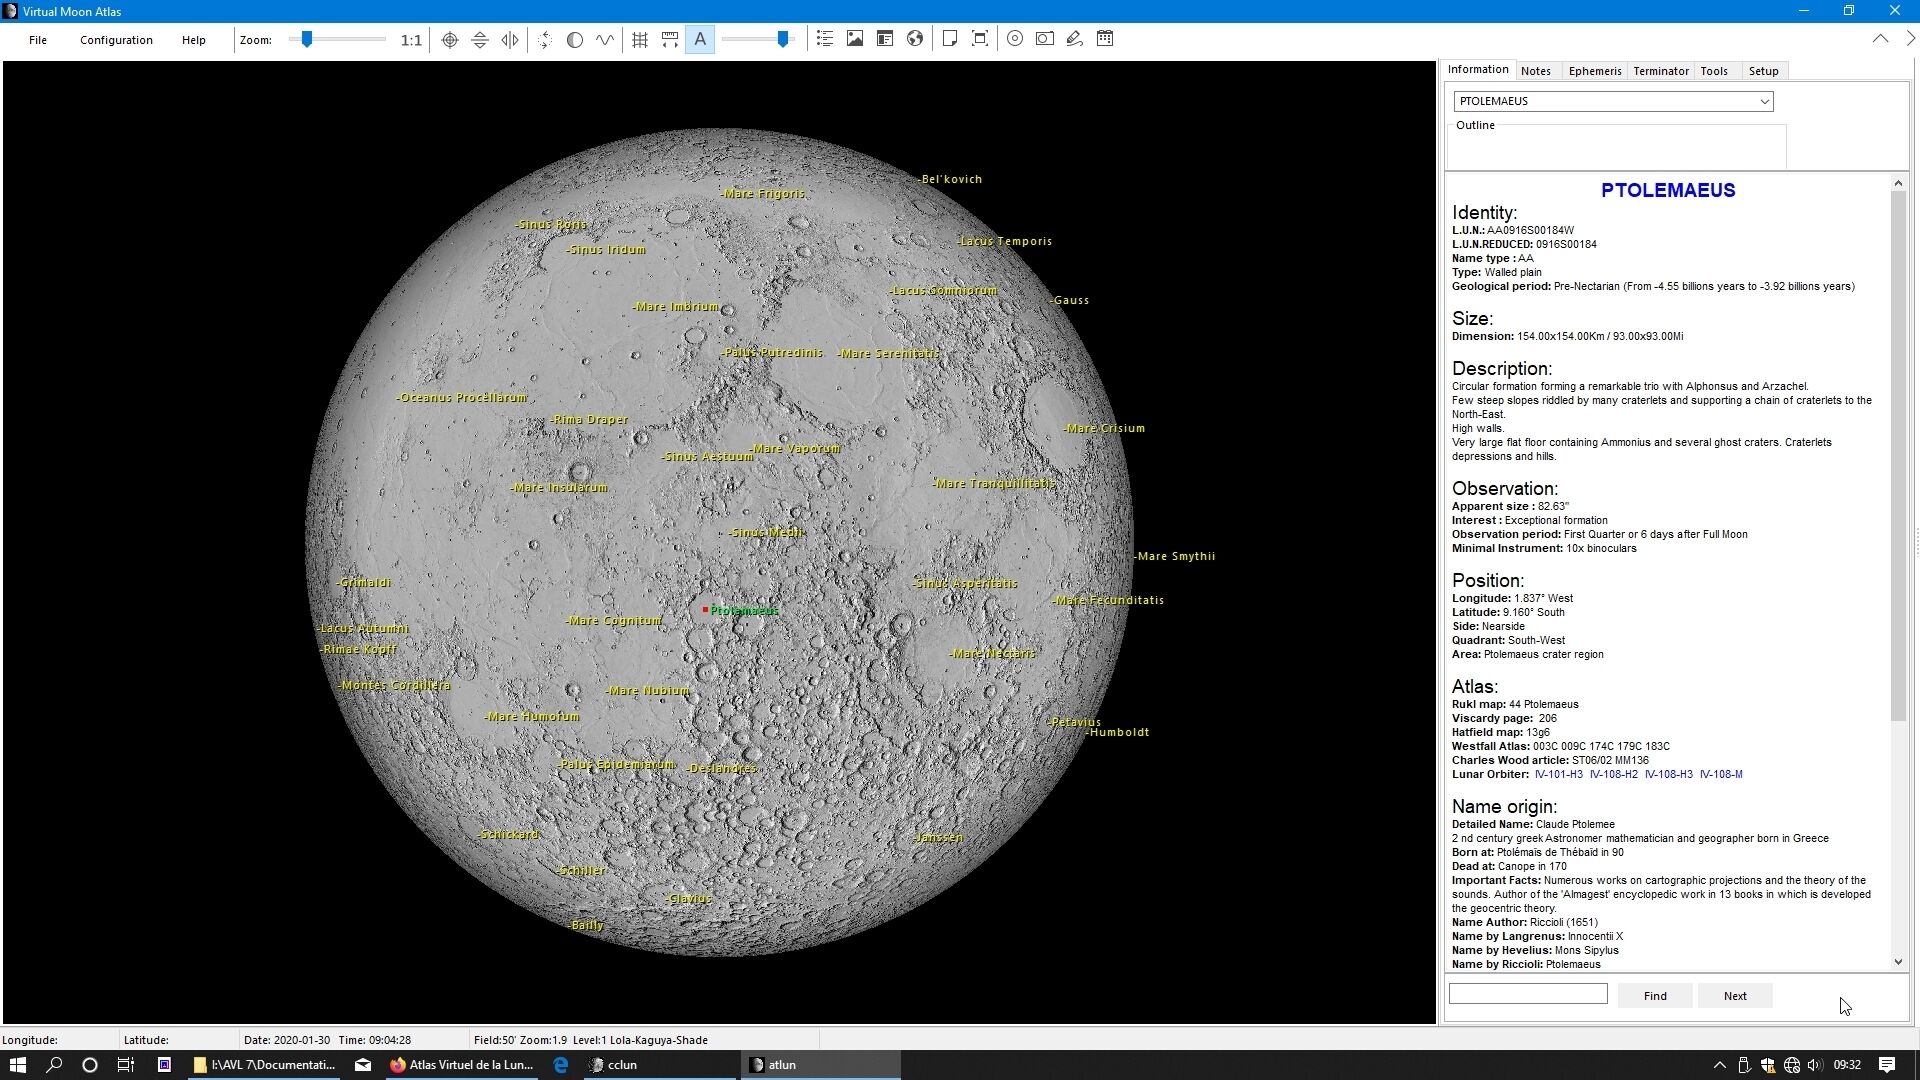 Virtual Moon Atlas
File Configuration Help Zoom: 1:1 A
Information Notes Ephemeris Terminator Tools Setup
PTOLEMAEUS
Outline
-Bel'kovich
-Mare Frigoris
-Sinus Roris
-Lacus Temporis
-Sinus Iridum
-Lacus Somniorum
-Gauss
-Mare Imbrium
-Palus Putredinis
-Mare Serenitatis
-Oceanus Procellarum
-Rima Draper
-Mare Crisium
-Mare Vaporum
-Sinus Aestuum
-Mare Tranquillitatis
-Mare Insularum
-Sinus Medii
-Mare Smythii
-Grimaldi
-Sinus Asperitatis
-Mare Fecunditatis
Ptolemaeus
-Mare Cognitum
-Lacus Autumni
-Rimae Kopff
-Mare Nectaris
-Montes Cordillera
-Mare Nubium
-Mare Humorum
-Petavius
-Humboldt
-Palus Epidemiarum
-Deslandres
-Schickard
-Janssen
-Schiller
-Clavius
-Bailly
PTOLEMAEUS
Identity:
L.U.N.: AA0916S00184W
L.U.N.REDUCED: 0916S00184
Name type : AA
Type: Walled plain
Geological period: Pre-Nectarian (From -4.55 billions years to -3.92 billions years)
Size:
Dimension: 154.00x154.00Km / 93.00x93.00Mi
Description:
Circular formation forming a remarkable trio with Alphonsus and Arzachel.
Few steep slopes riddled by many craterlets and supporting a chain of craterlets to the
North-East.
High walls.
Very large flat floor containing Ammonius and several ghost craters. Craterlets
depressions and hills.
Observation:
Apparent size : 82.63"
Interest : Exceptional formation
Observation period: First Quarter or 6 days after Full Moon
Minimal Instrument: 10x binoculars
Position:
Longitude: 1.837° West
Latitude: 9.160° South
Side: Nearside
Quadrant: South-West
Area: Ptolemaeus crater region
Atlas:
Rukl map: 44 Ptolemaeus
Viscardy page: 206
Hatfield map: 13g6
Westfall Atlas: 003C 009C 174C 179C 183C
Charles Wood article: ST06/02 MM136
Lunar Orbiter: IV-101-H3 IV-108-H2 IV-108-H3 IV-108-M
Name origin:
Detailed Name: Claude Ptolemee
2 nd century greek Astronomer mathematician and geographer born in Greece
Born at: Ptolémaïs de Thébaïd in 90
Dead at: Canope in 170
Important Facts: Numerous works on cartographic projections and the theory of the
sounds. Author of the 'Almagest' encyclopedic work in 13 books in which is developed
the geocentric theory.
Name Author: Riccioli (1651)
Name by Langrenus: Innocentii X
Name by Hevelius: Mons Sipylus
Name by Riccioli: Ptolemaeus
Find Next
Longitude: Latitude: Date: 2020-01-30 Time: 09:04:28 Field:50' Zoom:1.9 Level:1 Lola-Kaguya-Shade
I:\AVL 7\Documentati... Atlas Virtuel de la Lun... cclun atlun 09:32